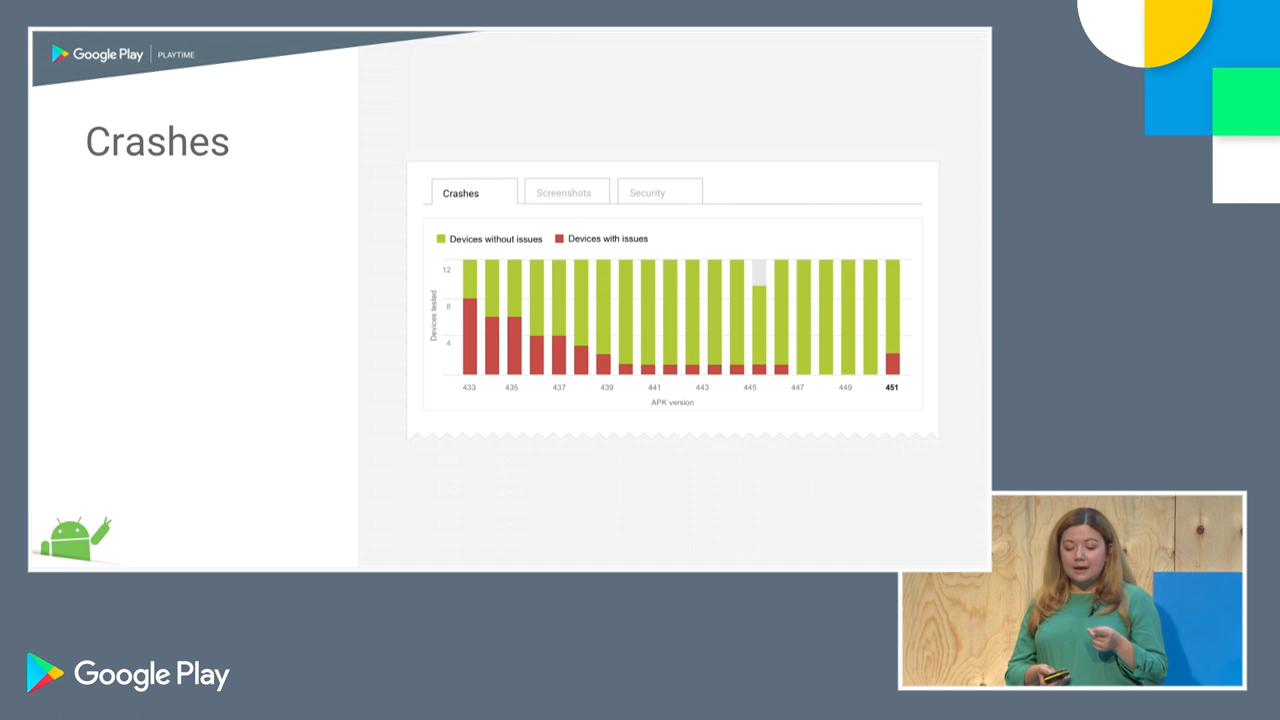 Google Play | PLAYTIME
Crashes
Crashes
Screenshots
Security
Devices without issues
Devices with issues
12
8
4
Devices tested
433 435 437 439 441 443 445 447 449 451
APK version
Google Play